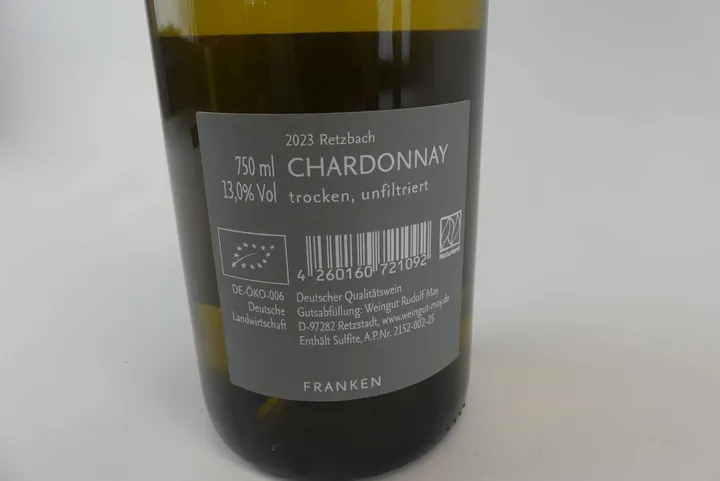 2023 Retzbach
750 ml CHARDONNAY
13,0% Vol trocken, unfiltriert
4 260160 721092
Naturland
DE-ÖKO-006
Deutsche
Landwirtschaft
Deutscher Qualitätswein
Gutsabfüllung: Weingut Rudolf May
D-97282 Retzstadt, www.weingut-may.de
Enthält Sulfite, A.P.Nr. 2152-002-25
FRANKEN